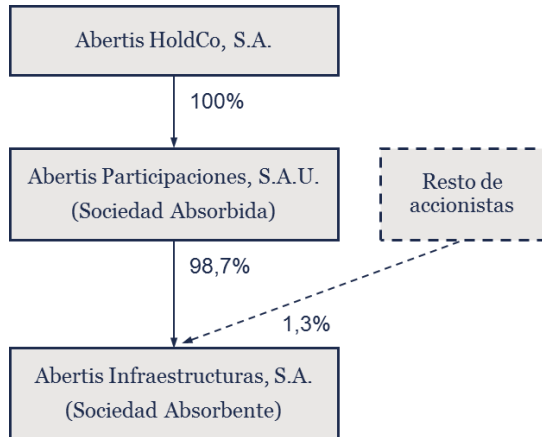 Abertis HoldCo, S.A.
100%
Abertis Participaciones, S.A.U.
(Sociedad Absorbida)
Resto de
accionistas
98,7%
1,3%
Abertis Infraestructuras, S.A.
(Sociedad Absorbente)